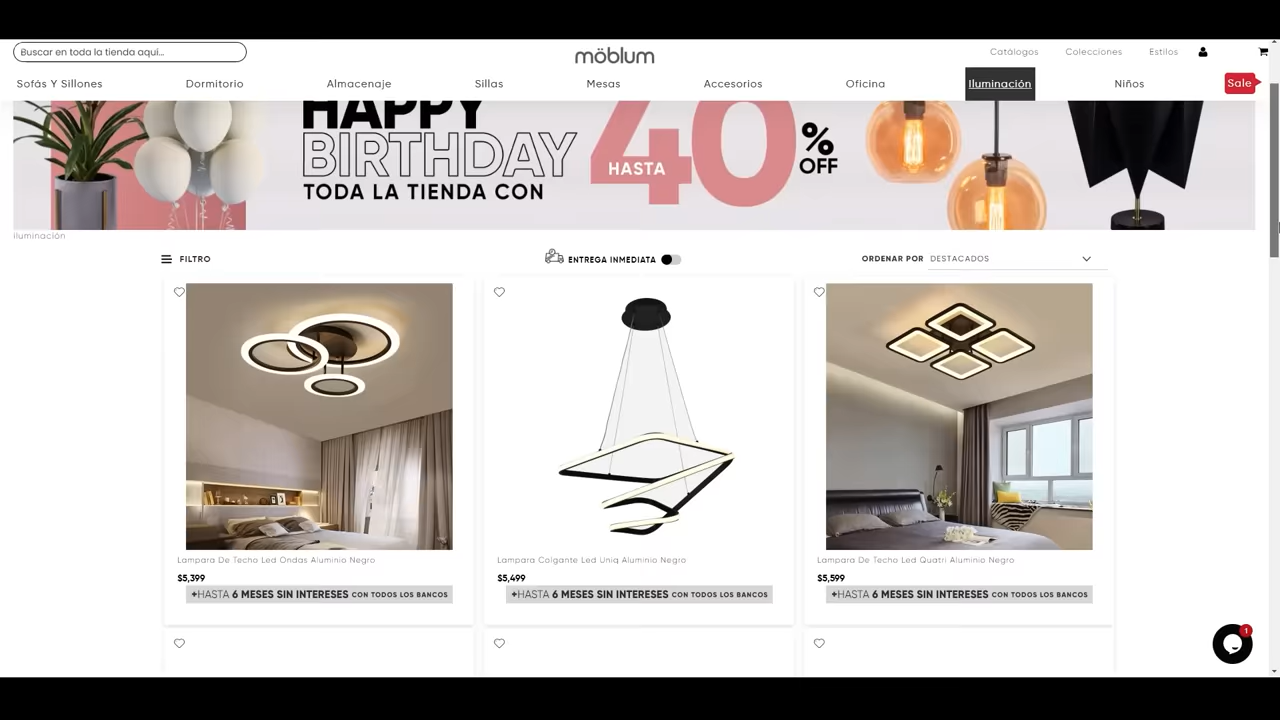 Buscar en toda la tienda aquí...
möblum
Catálogos
Colecciones
Estilos
Sofás Y Sillones
Dormitorio
Almacenaje
Sillas
Mesas
Accesorios
Oficina
Iluminación
Niños
Sale
HAPPY
BIRTHDAY
TODA LA TIENDA CON
HASTA
40
%
OFF
Iluminación
FILTRO
ENTREGA INMEDIATA
ORDENAR POR DESTACADOS
Lampara De Techo Led Ondas Aluminio Negro
$5,399
+HASTA 6 MESES SIN INTERESES CON TODOS LOS BANCOS
Lampara Colgante Led Uniq Aluminio Negro
$5,499
+HASTA 6 MESES SIN INTERESES CON TODOS LOS BANCOS
Lampara De Techo Led Quatri Aluminio Negro
$5,599
+HASTA 6 MESES SIN INTERESES CON TODOS LOS BANCOS
1